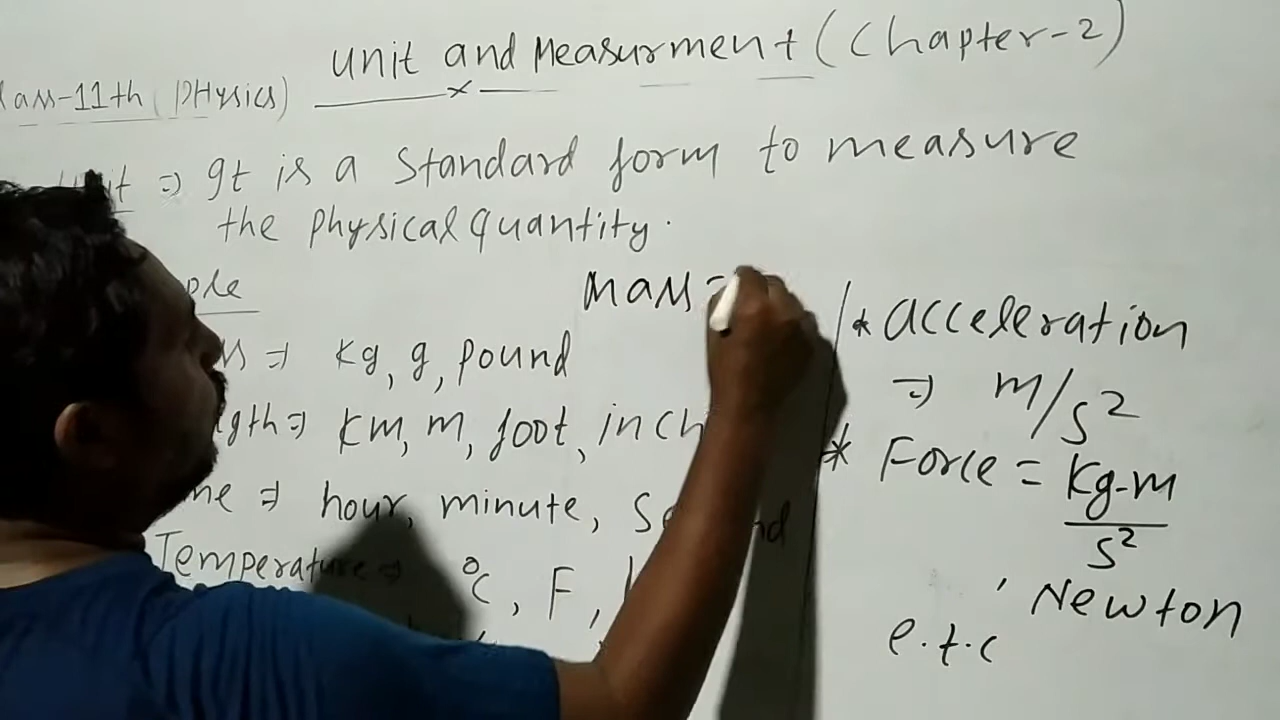 Unit and Measurment (Chapter-2)
lass-11th (PHysics)
Unit => It is a Standard form to measure
the Physical Quantity.
ple
mass =
ss => Kg, g, Pound
gth => Km, m, foot, inch
me => hour, minute, Second
Temperature => °C, F,
* acceleration
=> m/s²
* Force = Kg-m
s²
, Newton
e.t.c